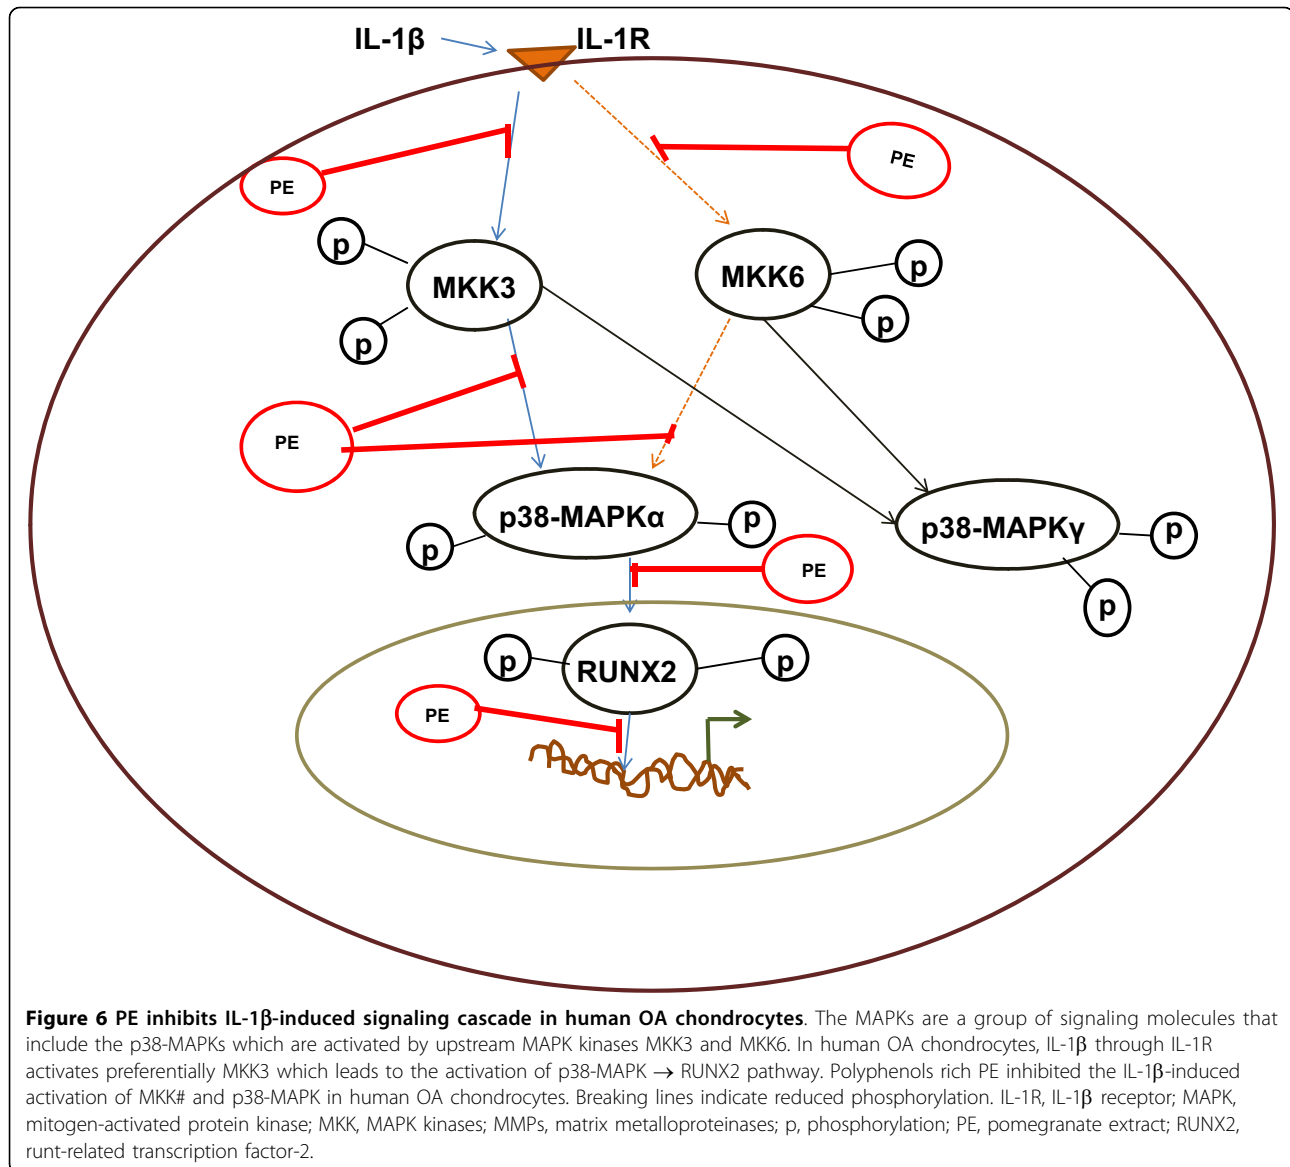 IL-1β IL-1R
PE
PE
p
MKK3
p
MKK6
p
p
PE
p38-MAPKα
p
p
p38-MAPKγ
p
p
PE
p
RUNX2
p
PE
Figure 6 PE inhibits IL-1β-induced signaling cascade in human OA chondrocytes. The MAPKs are a group of signaling molecules that
include the p38-MAPKs which are activated by upstream MAPK kinases MKK3 and MKK6. In human OA chondrocytes, IL-1β through IL-1R
activates preferentially MKK3 which leads to the activation of p38-MAPK → RUNX2 pathway. Polyphenols rich PE inhibited the IL-1β-induced
activation of MKK# and p38-MAPK in human OA chondrocytes. Breaking lines indicate reduced phosphorylation. IL-1R, IL-1β receptor; MAPK,
mitogen-activated protein kinase; MKK, MAPK kinases; MMPs, matrix metalloproteinases; p, phosphorylation; PE, pomegranate extract; RUNX2,
runt-related transcription factor-2.